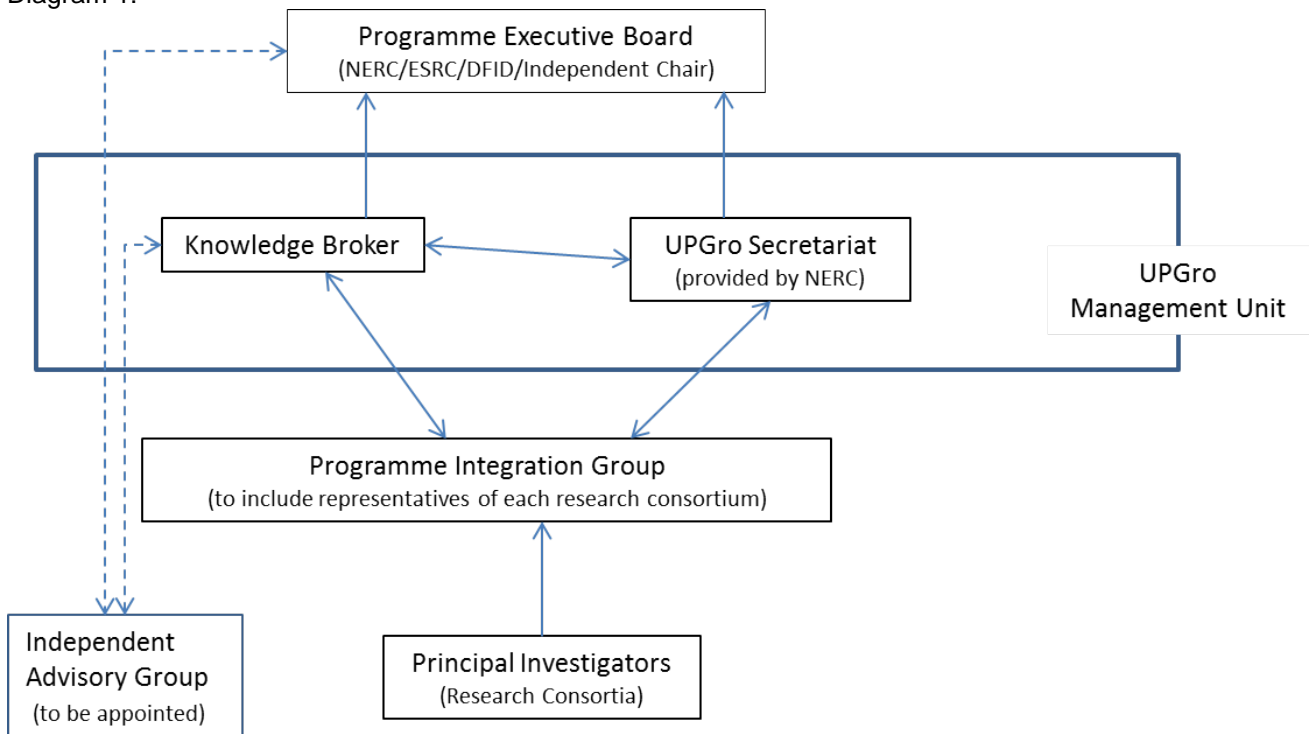 Diagram 1.
Programme Executive Board
(NERC/ESRC/DFID/Independent Chair)
Knowledge Broker
UPGro Secretariat
(provided by NERC)
UPGro
Management Unit
Programme Integration Group
(to include representatives of each research consortium)
Independent
Advisory Group
(to be appointed)
Principal Investigators
(Research Consortia)